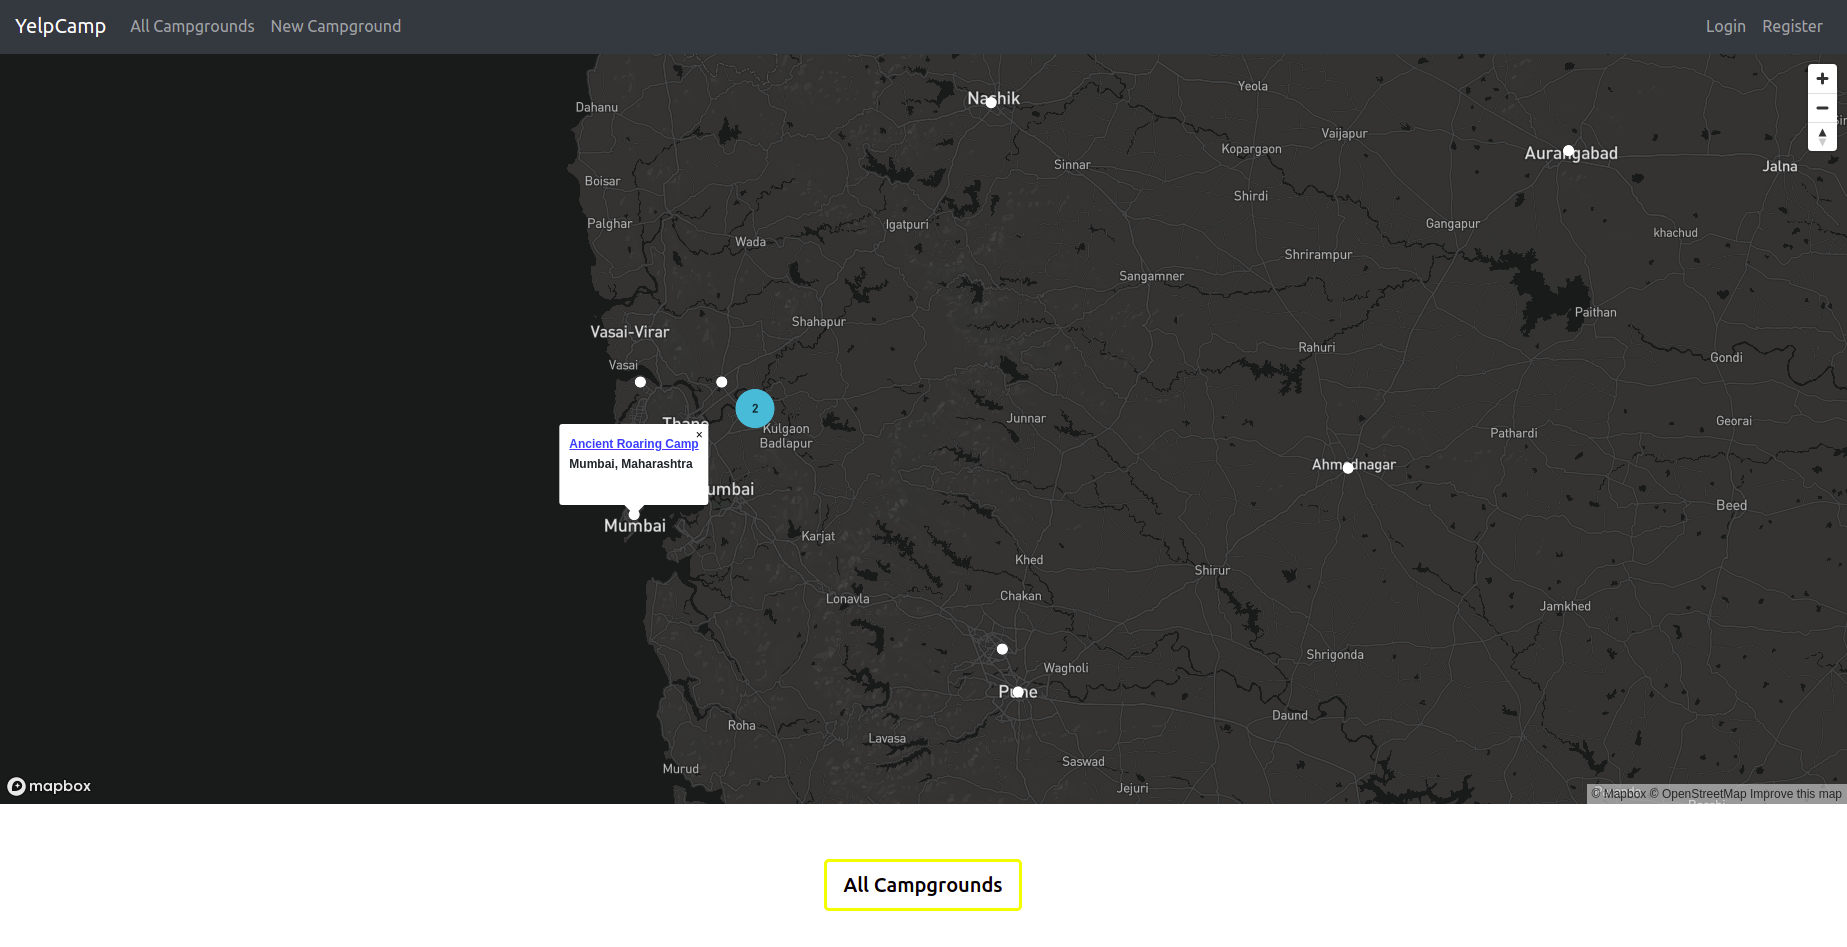 YelpCamp All Campgrounds New Campground Login Register
Yeola
Nashik
Dahanu
Vaijapur
Kopargaon
Aurangabad
Sinnar
Jalna
Boisar
Shirdi
Palghar
Igatpuri
Gangapur
khachud
Wada
Shrirampur
Sangamner
Paithan
Shahapur
Vasai-Virar
Rahuri
Gondi
Vasai
2
Junnar
Georai
Kulgaon
Badlapur
Pathardi
×
Ancient Roaring Camp
Mumbai, Maharashtra
Ahmednagar
umbai
Beed
Mumbai
Karjat
Khed
Shirur
Chakan
Lonavla
Jamkhed
Shrigonda
Wagholi
Pune
Daund
Roha
Lavasa
Saswad
Murud
Jejuri
mapbox
© Mapbox © OpenStreetMap Improve this map
All Campgrounds